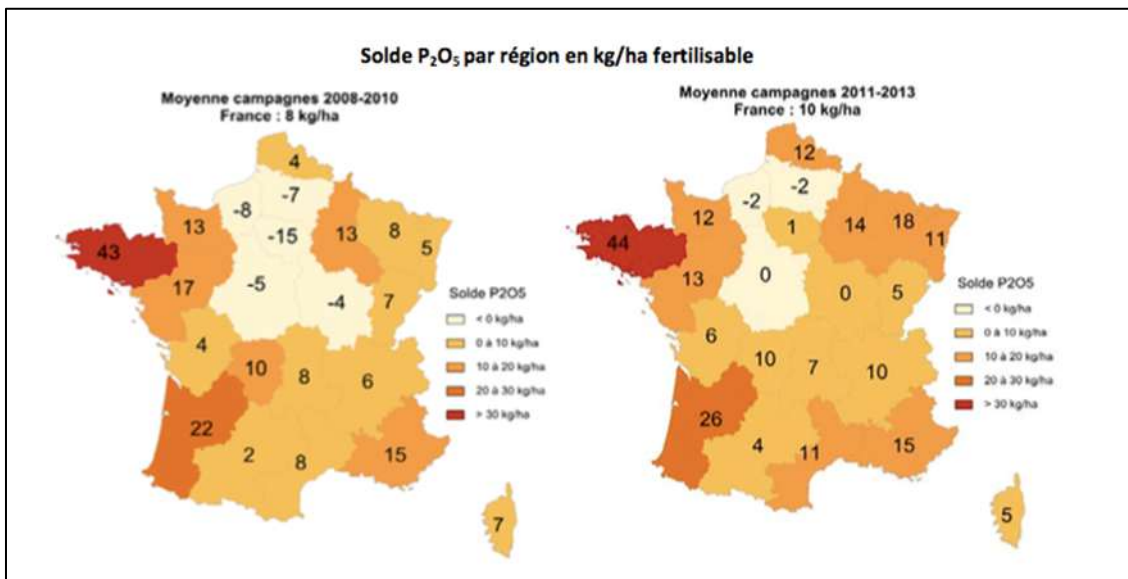 Solde P₂O₅ par région en kg/ha fertilisable
Moyenne campagnes 2008-2010
France : 8 kg/ha
4
-7
-8
13
-15
13
8
5
43
17
-5
-4
7
4
10
8
6
22
2
8
15
7
Solde P2O5
< 0 kg/ha
0 à 10 kg/ha
10 à 20 kg/ha
20 à 30 kg/ha
> 30 kg/ha
Moyenne campagnes 2011-2013
France : 10 kg/ha
12
-2
-2
12
1
14
18
11
44
13
0
0
5
6
10
7
10
26
4
11
15
5
Solde P2O5
< 0 kg/ha
0 à 10 kg/ha
10 à 20 kg/ha
20 à 30 kg/ha
> 30 kg/ha